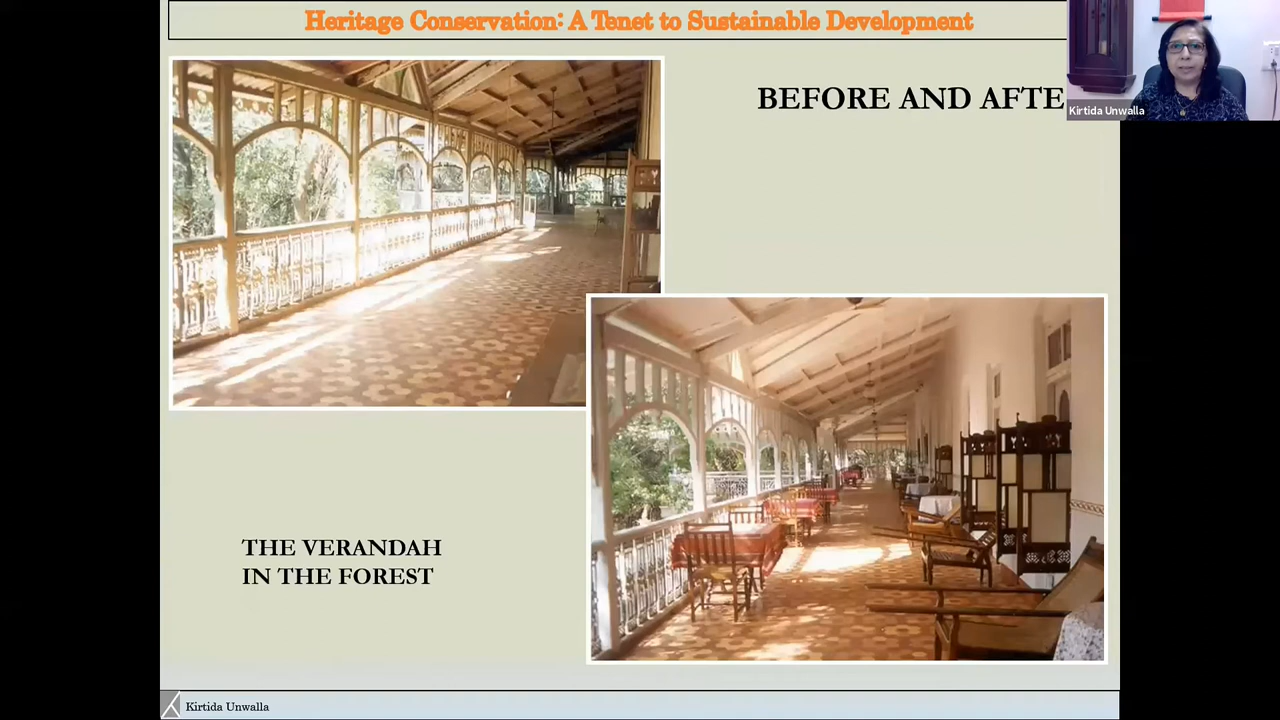 Heritage Conservation: A Tenet to Sustainable Development
BEFORE AND AFTE
Kirtida Unwalla
THE VERANDAH
IN THE FOREST
Kirtida Unwalla